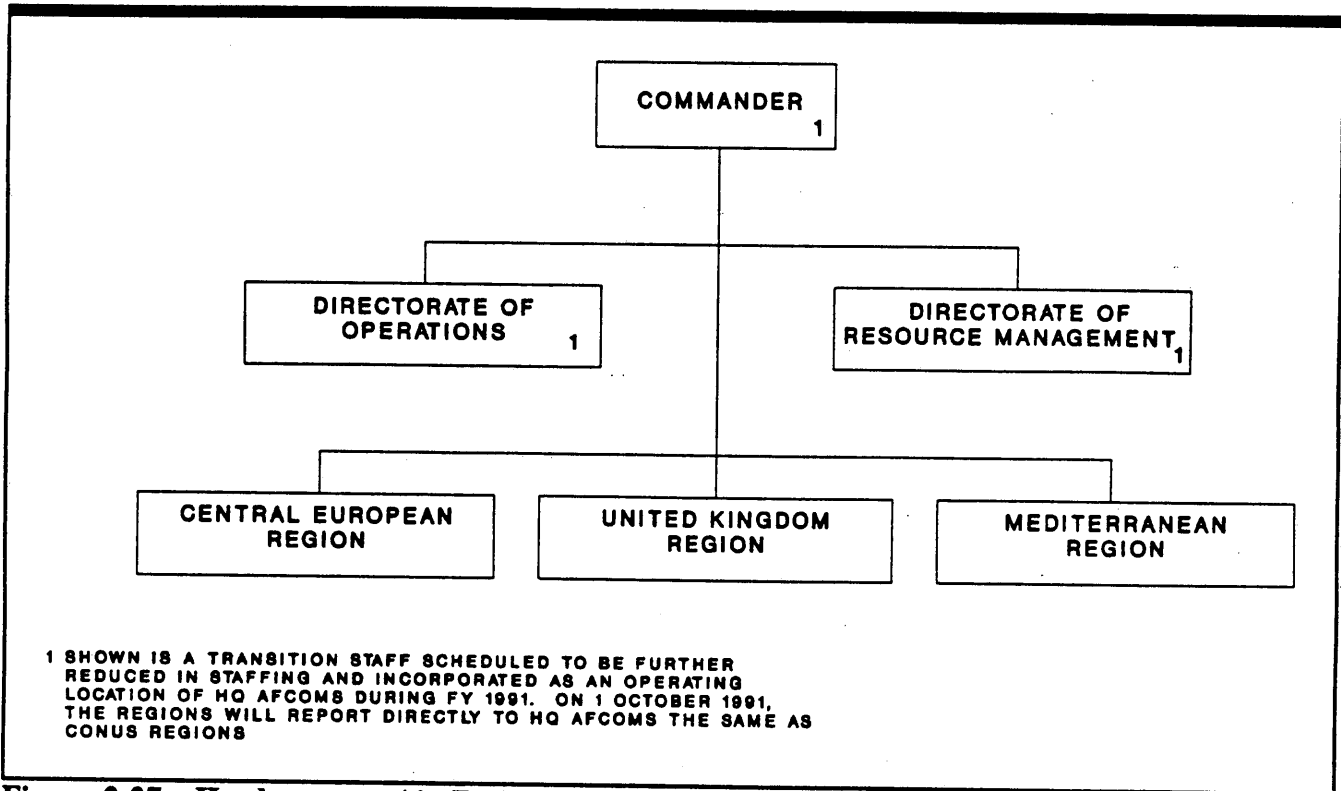 COMMANDER
1
DIRECTORATE OF
OPERATIONS 1
DIRECTORATE OF
RESOURCE MANAGEMENT 1
CENTRAL EUROPEAN
REGION
UNITED KINGDOM
REGION
MEDITERRANEAN
REGION
1 SHOWN IS A TRANSITION STAFF SCHEDULED TO BE FURTHER
REDUCED IN STAFFING AND INCORPORATED AS AN OPERATING
LOCATION OF HQ AFCOMS DURING FY 1991. ON 1 OCTOBER 1991,
THE REGIONS WILL REPORT DIRECTLY TO HQ AFCOMS THE SAME AS
CONUS REGIONS